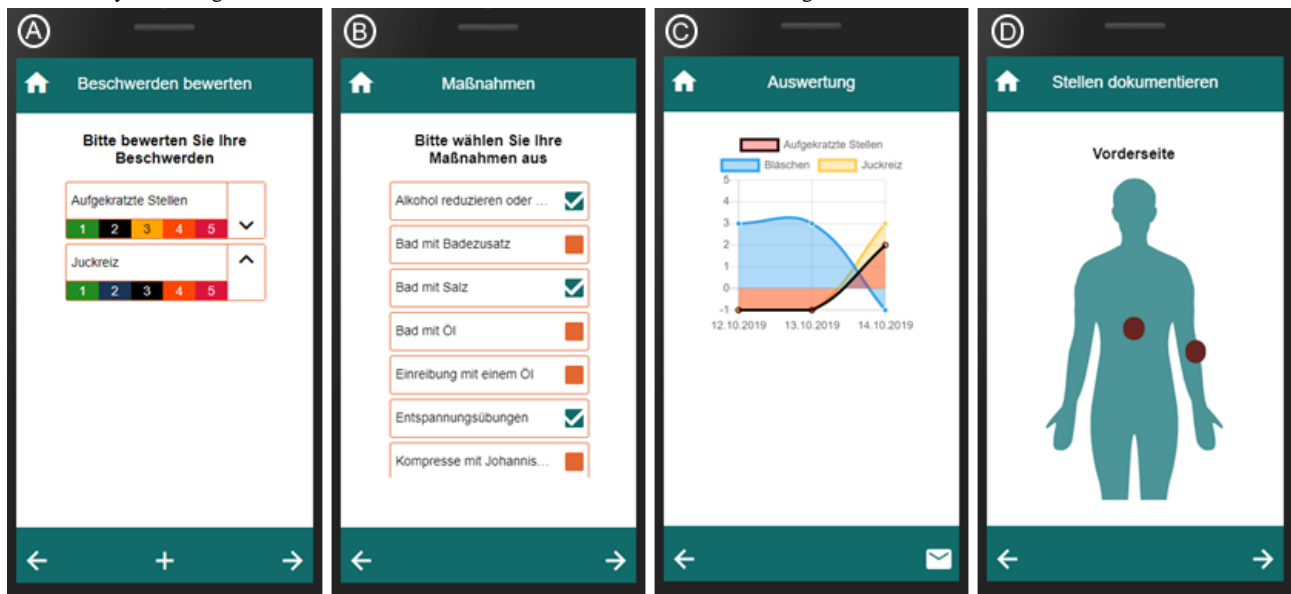 A
Beschwerden bewerten
Bitte bewerten Sie Ihre
Beschwerden
Aufgekratzte Stellen
1 2 3 4 5
Juckreiz
1 2 3 4 5
B
Maßnahmen
Bitte wählen Sie Ihre
Maßnahmen aus
Alkohol reduzieren oder ...
Bad mit Badezusatz
Bad mit Salz
Bad mit Öl
Einreibung mit einem Öl
Entspannungsübungen
Kompresse mit Johannis...
C
Auswertung
Aufgekratzte Stellen
Bläschen Juckreiz
5
4
3
2
1
0
-1
12.10.2019 13.10.2019 14.10.2019
D
Stellen dokumentieren
Vorderseite